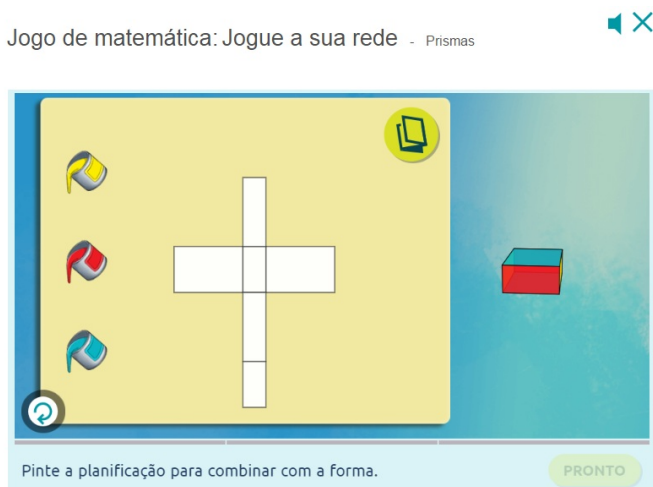 Jogo de matemática: Jogue a sua rede - Prismas
Pinte a planificação para combinar com a forma.
PRONTO